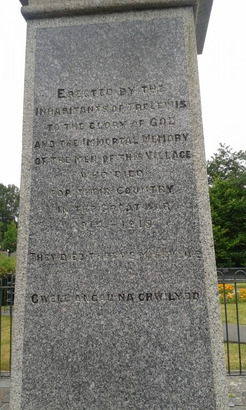 ERECTED BY THE
INHABITANTS OF TRELEWIS
TO THE GLORY OF GOD
AND THE IMMORTAL MEMORY
OF THE MEN OF THIS VILLAGE
WHO DIED
FOR THEIR COUNTRY
IN THE GREAT WAR
1914-1918
THEY DIED THAT WE MIGHT LIVE
GWELL ANGAU NA CHWILYDD